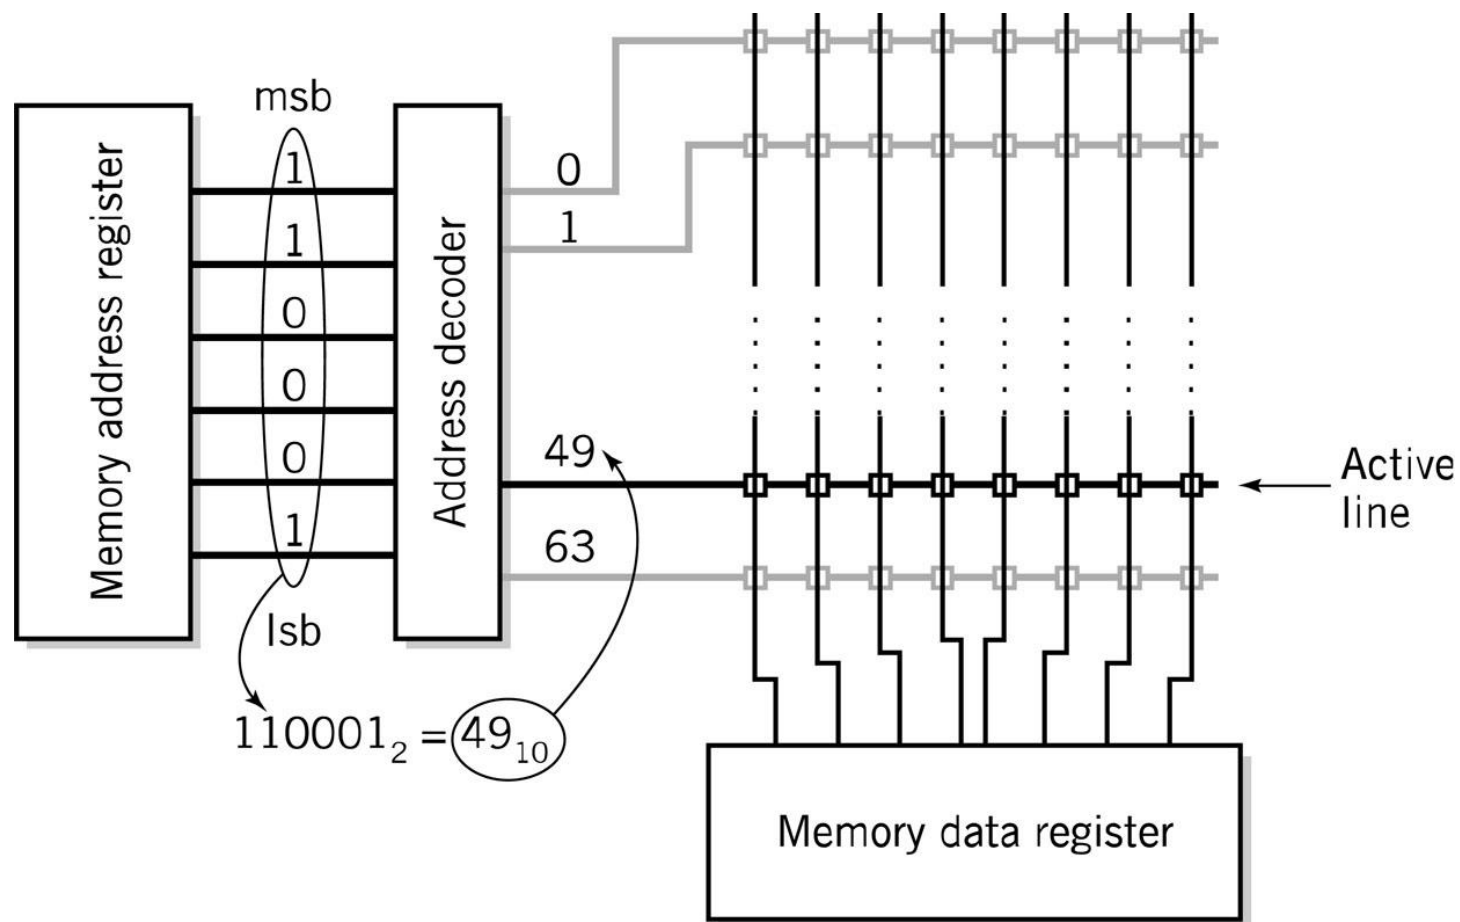 msb
Memory address register
1
1
0
0
0
1
lsb
Address decoder
0
1
49
63
Active
line
110001₂ = 49₁₀
Memory data register